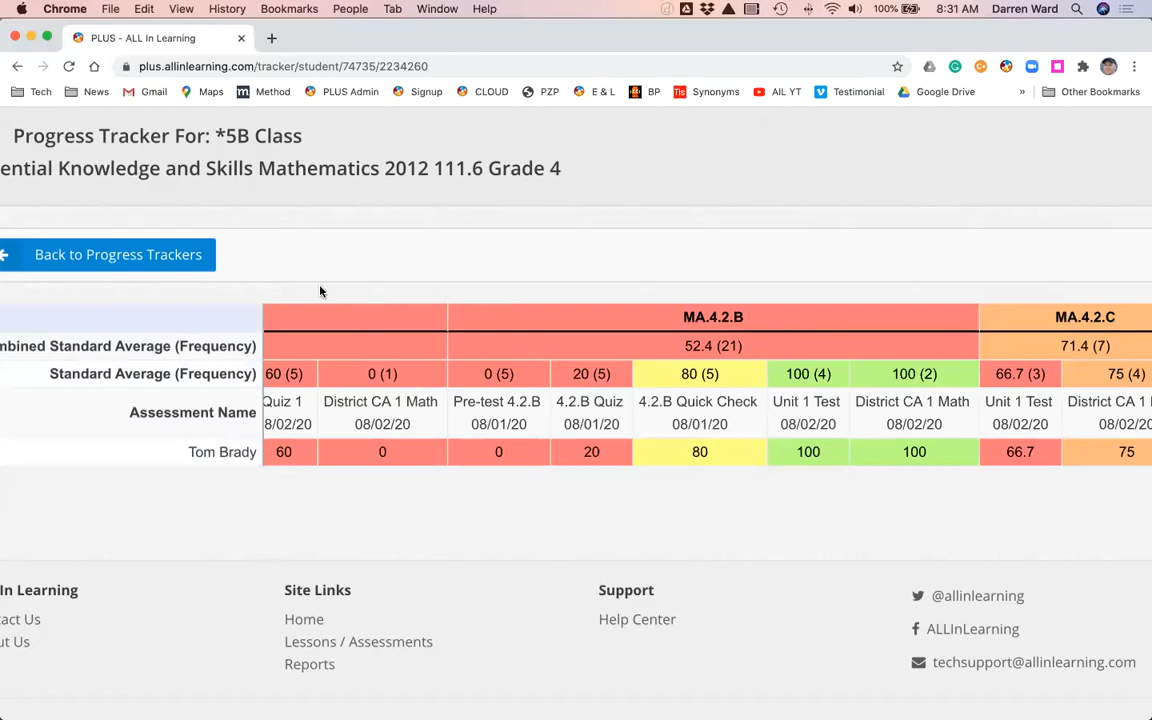 Chrome File Edit View History Bookmarks People Tab Window Help 100% 8:31 AM Darren Ward
PLUS - ALL In Learning
plus.allinlearning.com/tracker/student/74735/2234260
Tech News Gmail Maps Method PLUS Admin Signup CLOUD PZP E & L BP Synonyms AIL YT Testimonial Google Drive » Other Bookmarks
Progress Tracker For: *5B Class
ential Knowledge and Skills Mathematics 2012 111.6 Grade 4
Back to Progress Trackers
MA.4.2.B MA.4.2.C
mbined Standard Average (Frequency) 52.4 (21) 71.4 (7)
Standard Average (Frequency) 60 (5) 0 (1) 0 (5) 20 (5) 80 (5) 100 (4) 100 (2) 66.7 (3) 75 (4)
Quiz 1 District CA 1 Math Pre-test 4.2.B 4.2.B Quiz 4.2.B Quick Check Unit 1 Test District CA 1 Math Unit 1 Test District CA 1
Assessment Name
8/02/20 08/02/20 08/01/20 08/01/20 08/01/20 08/02/20 08/02/20 08/02/20 08/02/20
Tom Brady 60 0 0 20 80 100 100 66.7 75
In Learning Site Links Support
@allinlearning
tact Us Home Help Center
ALLInLearning
ut Us Lessons / Assessments
Reports techsupport@allinlearning.com